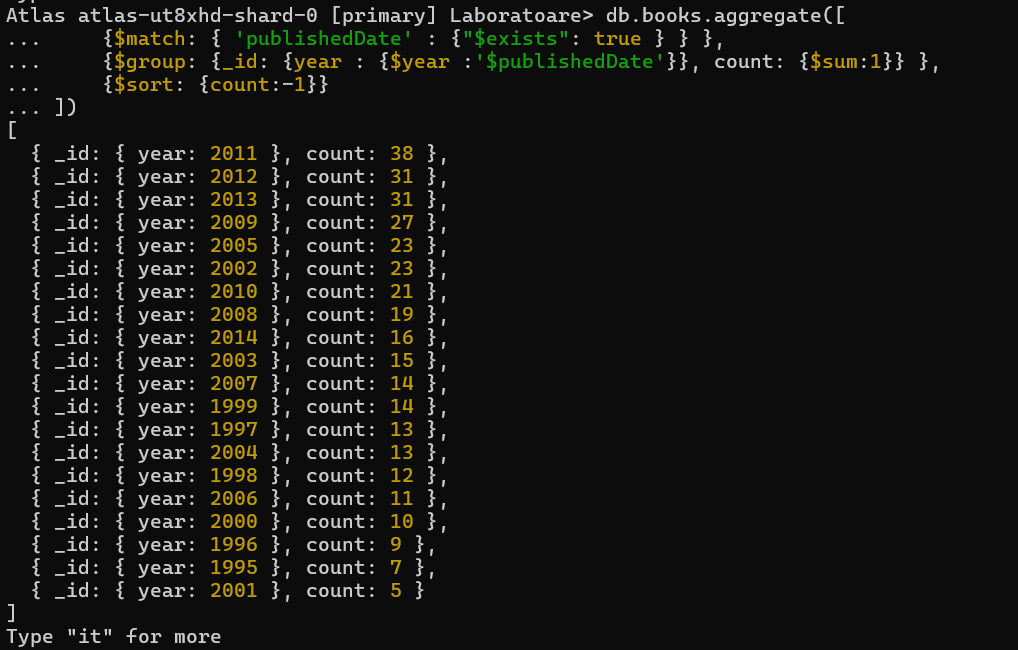 Atlas atlas-ut8xhd-shard-0 [primary] Laboratoare> db.books.aggregate([
...     {$match: { 'publishedDate' : {"$exists": true } } },
...     {$group: {_id: {year : {$year :'$publishedDate'}}, count: {$sum:1}} },
...     {$sort: {count:-1}}
... ])
[
  { _id: { year: 2011 }, count: 38 },
  { _id: { year: 2012 }, count: 31 },
  { _id: { year: 2013 }, count: 31 },
  { _id: { year: 2009 }, count: 27 },
  { _id: { year: 2005 }, count: 23 },
  { _id: { year: 2002 }, count: 23 },
  { _id: { year: 2010 }, count: 21 },
  { _id: { year: 2008 }, count: 19 },
  { _id: { year: 2014 }, count: 16 },
  { _id: { year: 2003 }, count: 15 },
  { _id: { year: 2007 }, count: 14 },
  { _id: { year: 1999 }, count: 14 },
  { _id: { year: 1997 }, count: 13 },
  { _id: { year: 2004 }, count: 13 },
  { _id: { year: 1998 }, count: 12 },
  { _id: { year: 2006 }, count: 11 },
  { _id: { year: 2000 }, count: 10 },
  { _id: { year: 1996 }, count: 9 },
  { _id: { year: 1995 }, count: 7 },
  { _id: { year: 2001 }, count: 5 }
]
Type "it" for more